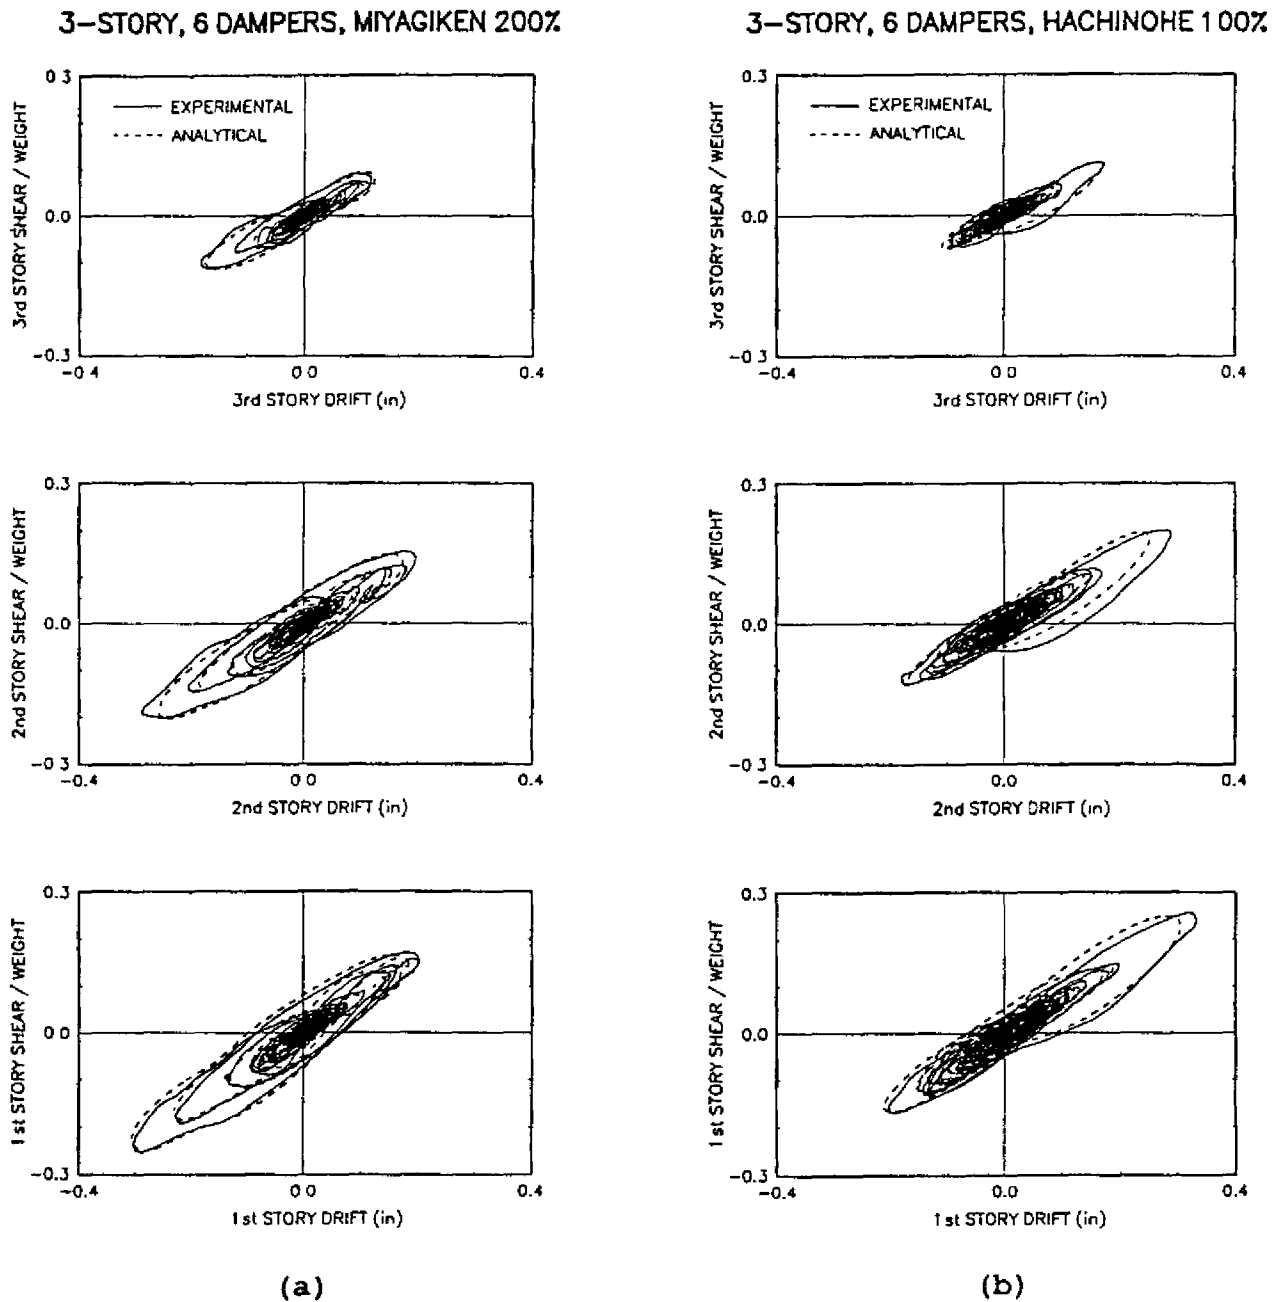 3-STORY, 6 DAMPERS, MIYAGIKEN 200%
0.3
EXPERIMENTAL
ANALYTICAL
3rd STORY SHEAR / WEIGHT
0.0
-0.3
-0.4
0.0
0.4
3rd STORY DRIFT (in)
0.3
2nd STORY SHEAR / WEIGHT
0.0
-0.3
-0.4
0.0
0.4
2nd STORY DRIFT (in)
0.3
1st STORY SHEAR / WEIGHT
0.0
-0.3
-0.4
0.0
0.4
1st STORY DRIFT (in)
(a)
3-STORY, 6 DAMPERS, HACHINOHE 100%
0.3
EXPERIMENTAL
ANALYTICAL
3rd STORY SHEAR / WEIGHT
0.0
-0.3
-0.4
0.0
0.4
3rd STORY DRIFT (in)
0.3
2nd STORY SHEAR / WEIGHT
0.0
-0.3
-0.4
0.0
0.4
2nd STORY DRIFT (in)
0.3
1st STORY SHEAR / WEIGHT
0.0
-0.3
-0.4
0.0
0.4
1st STORY DRIFT (in)
(b)